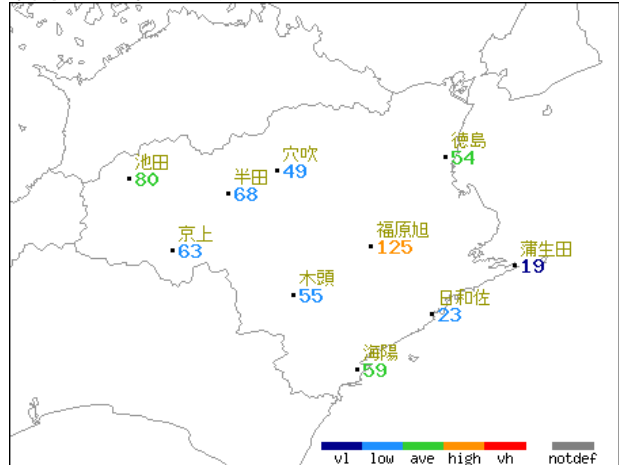 徳島
54
穴吹
49
池田
80
半田
68
福原旭
125
京上
63
蒲生田
19
木頭
55
日和佐
23
海陽
59
vl low ave high vh notdef